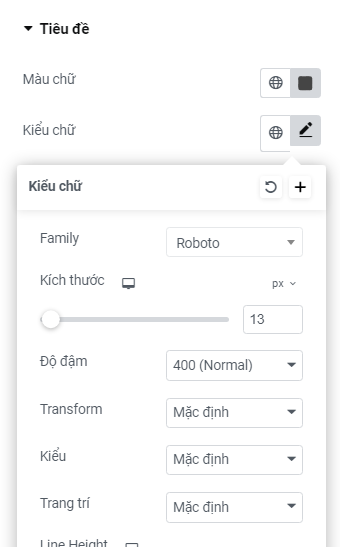 Tiêu đề
Màu chữ
Kiểu chữ
Kiểu chữ
Family Roboto
Kích thước px
13
Độ đậm 400 (Normal)
Transform Mặc định
Kiểu Mặc định
Trang trí Mặc định
Line Height